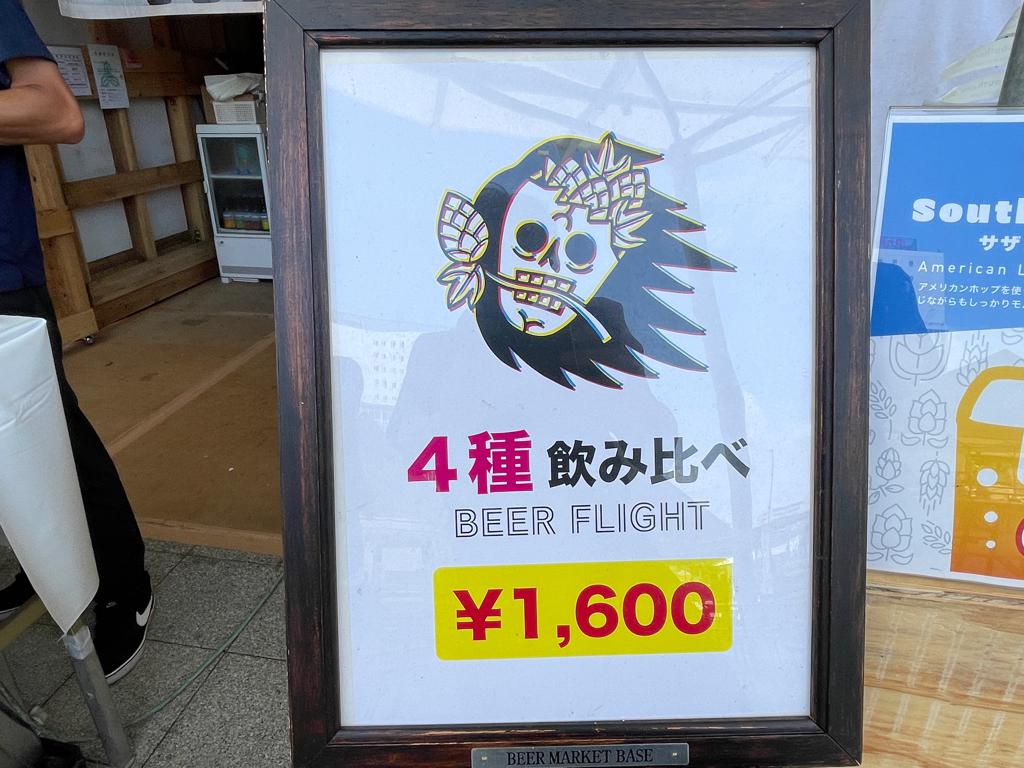 4種 飲み比べ
BEER FLIGHT
¥1,600
BEER MARKET BASE
South
サザ
American L
アメリカンホップを使
じながらもしっかりモ